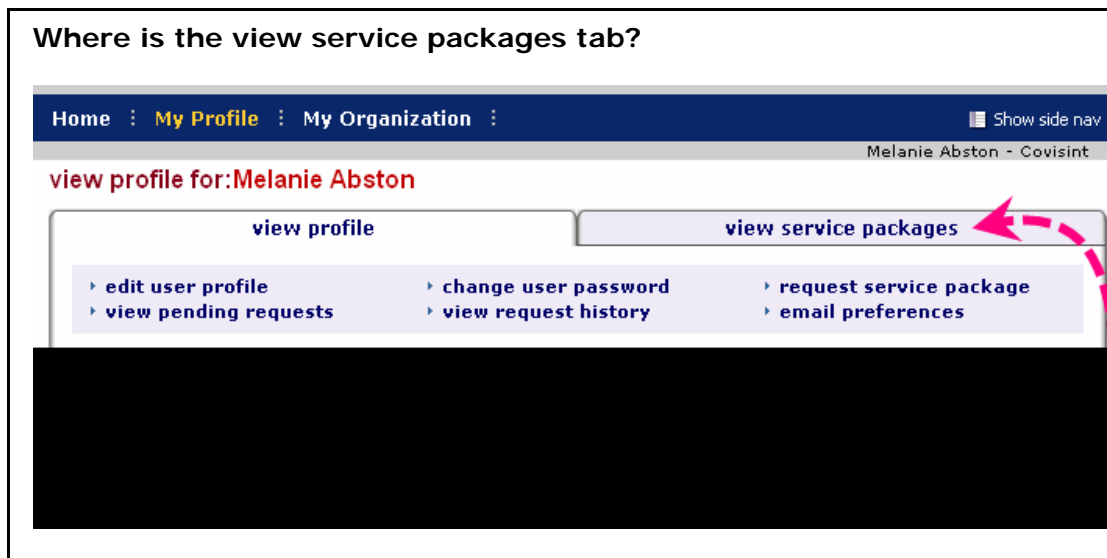 Where is the view service packages tab?
Home ⋮ My Profile ⋮ My Organization ⋮ Show side nav
Melanie Abston - Covisint
view profile for:Melanie Abston
view profile view service packages
edit user profile change user password request service package
view pending requests view request history email preferences